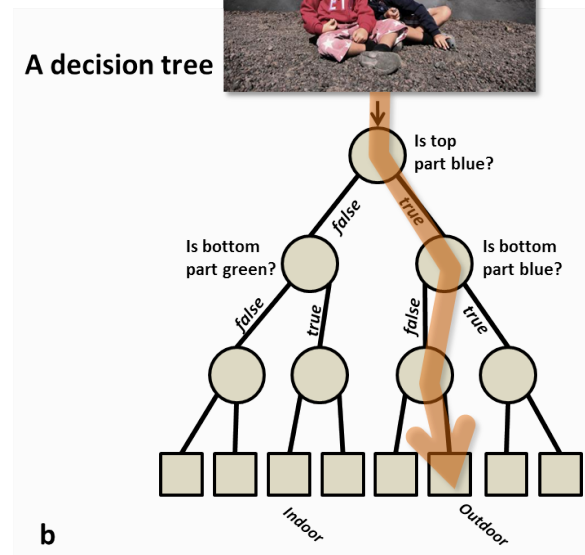 A decision tree
Is top
part blue?
false
true
Is bottom
part green?
Is bottom
part blue?
false
true
false
true
Indoor
Outdoor
b